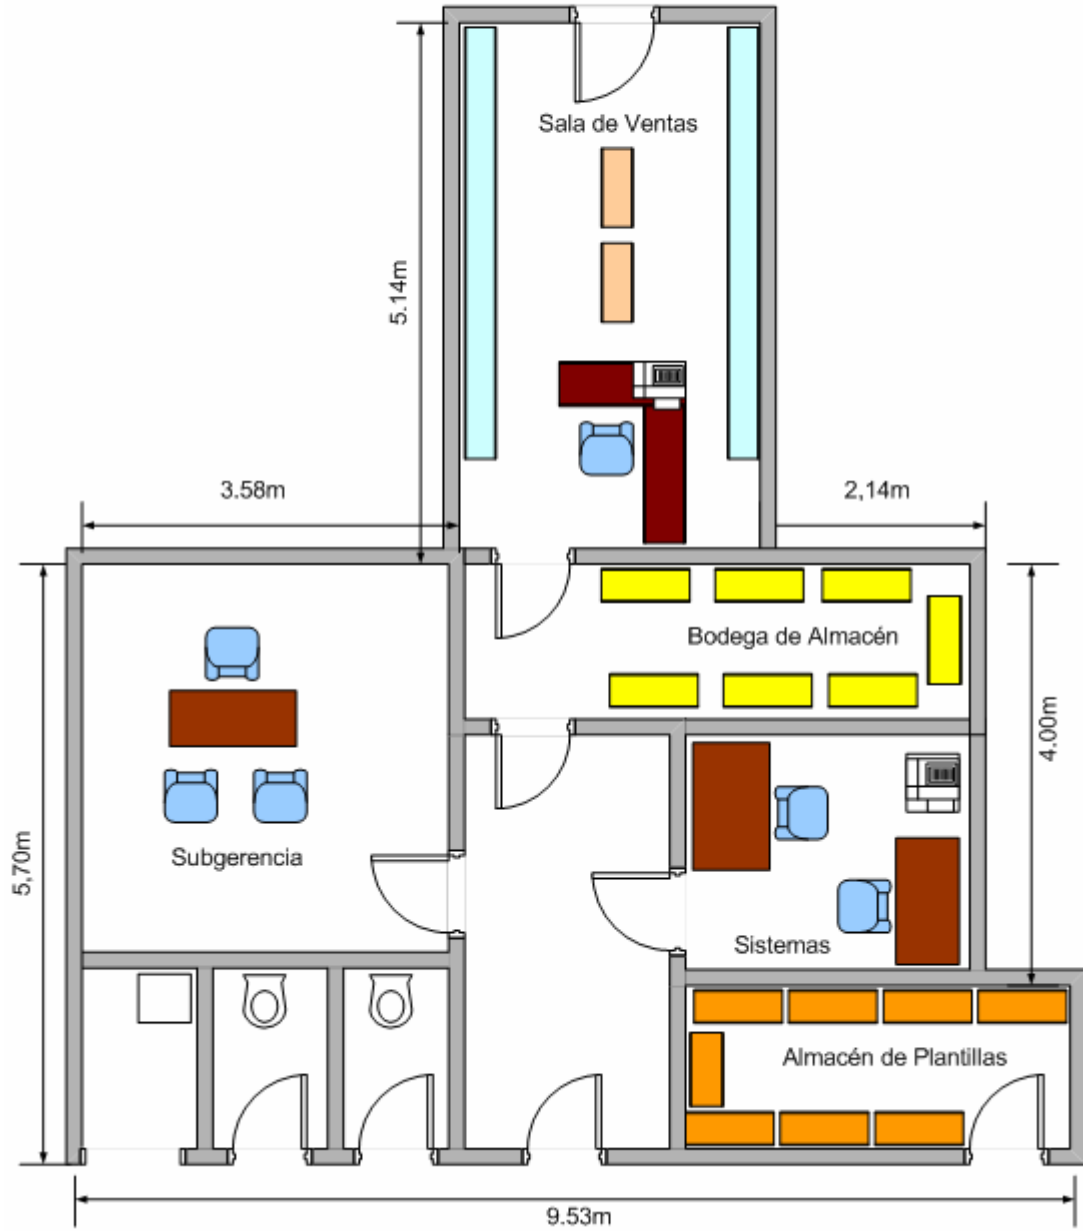 Sala de Ventas
5.14m
3.58m
2,14m
Bodega de Almacén
4.00m
5,70m
Subgerencia
Sistemas
Almacén de Plantillas
9.53m